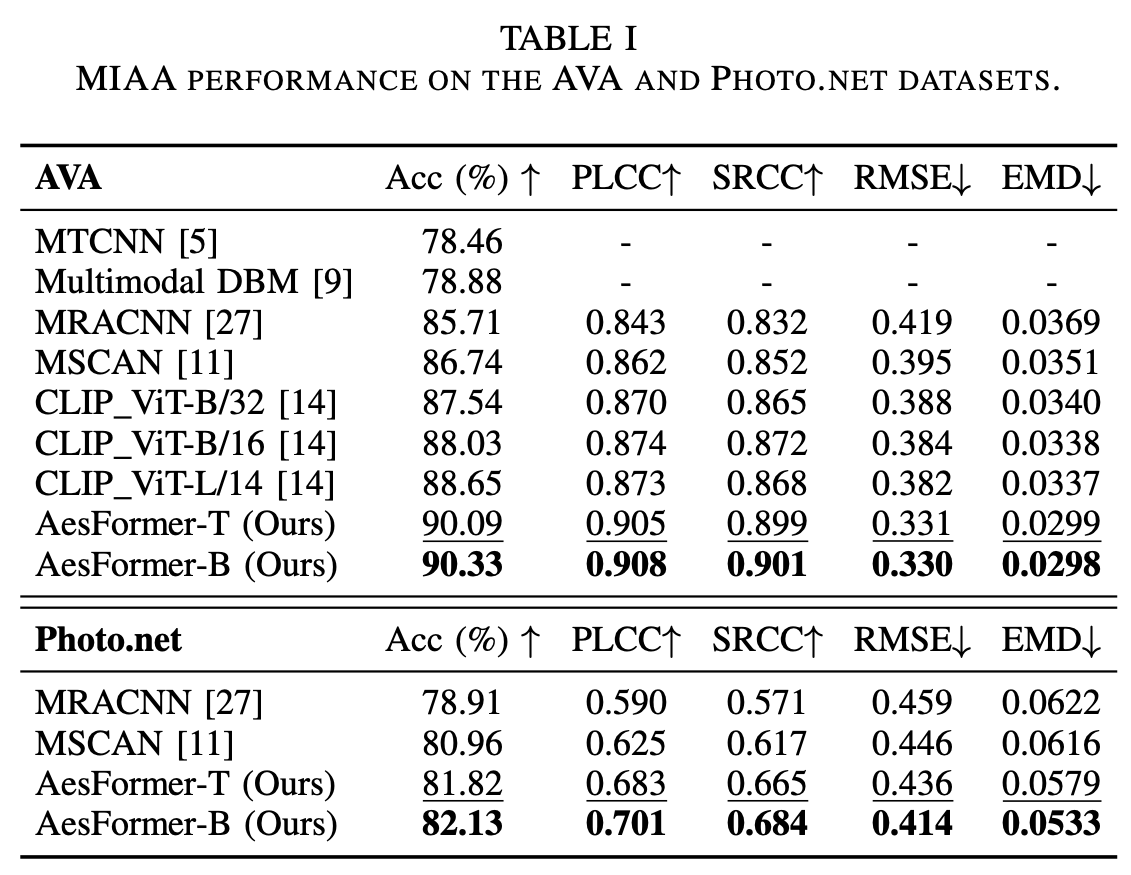 TABLE I
MIAA PERFORMANCE ON THE AVA AND PHOTO.NET DATASETS.
AVA Acc (%) ↑ PLCC↑ SRCC↑ RMSE↓ EMD↓
MTCNN [5] 78.46 - - - -
Multimodal DBM [9] 78.88 - - - -
MRACNN [27] 85.71 0.843 0.832 0.419 0.0369
MSCAN [11] 86.74 0.862 0.852 0.395 0.0351
CLIP_ViT-B/32 [14] 87.54 0.870 0.865 0.388 0.0340
CLIP_ViT-B/16 [14] 88.03 0.874 0.872 0.384 0.0338
CLIP_ViT-L/14 [14] 88.65 0.873 0.868 0.382 0.0337
AesFormer-T (Ours) 90.09 0.905 0.899 0.331 0.0299
AesFormer-B (Ours) 90.33 0.908 0.901 0.330 0.0298
Photo.net Acc (%) ↑ PLCC↑ SRCC↑ RMSE↓ EMD↓
MRACNN [27] 78.91 0.590 0.571 0.459 0.0622
MSCAN [11] 80.96 0.625 0.617 0.446 0.0616
AesFormer-T (Ours) 81.82 0.683 0.665 0.436 0.0579
AesFormer-B (Ours) 82.13 0.701 0.684 0.414 0.0533